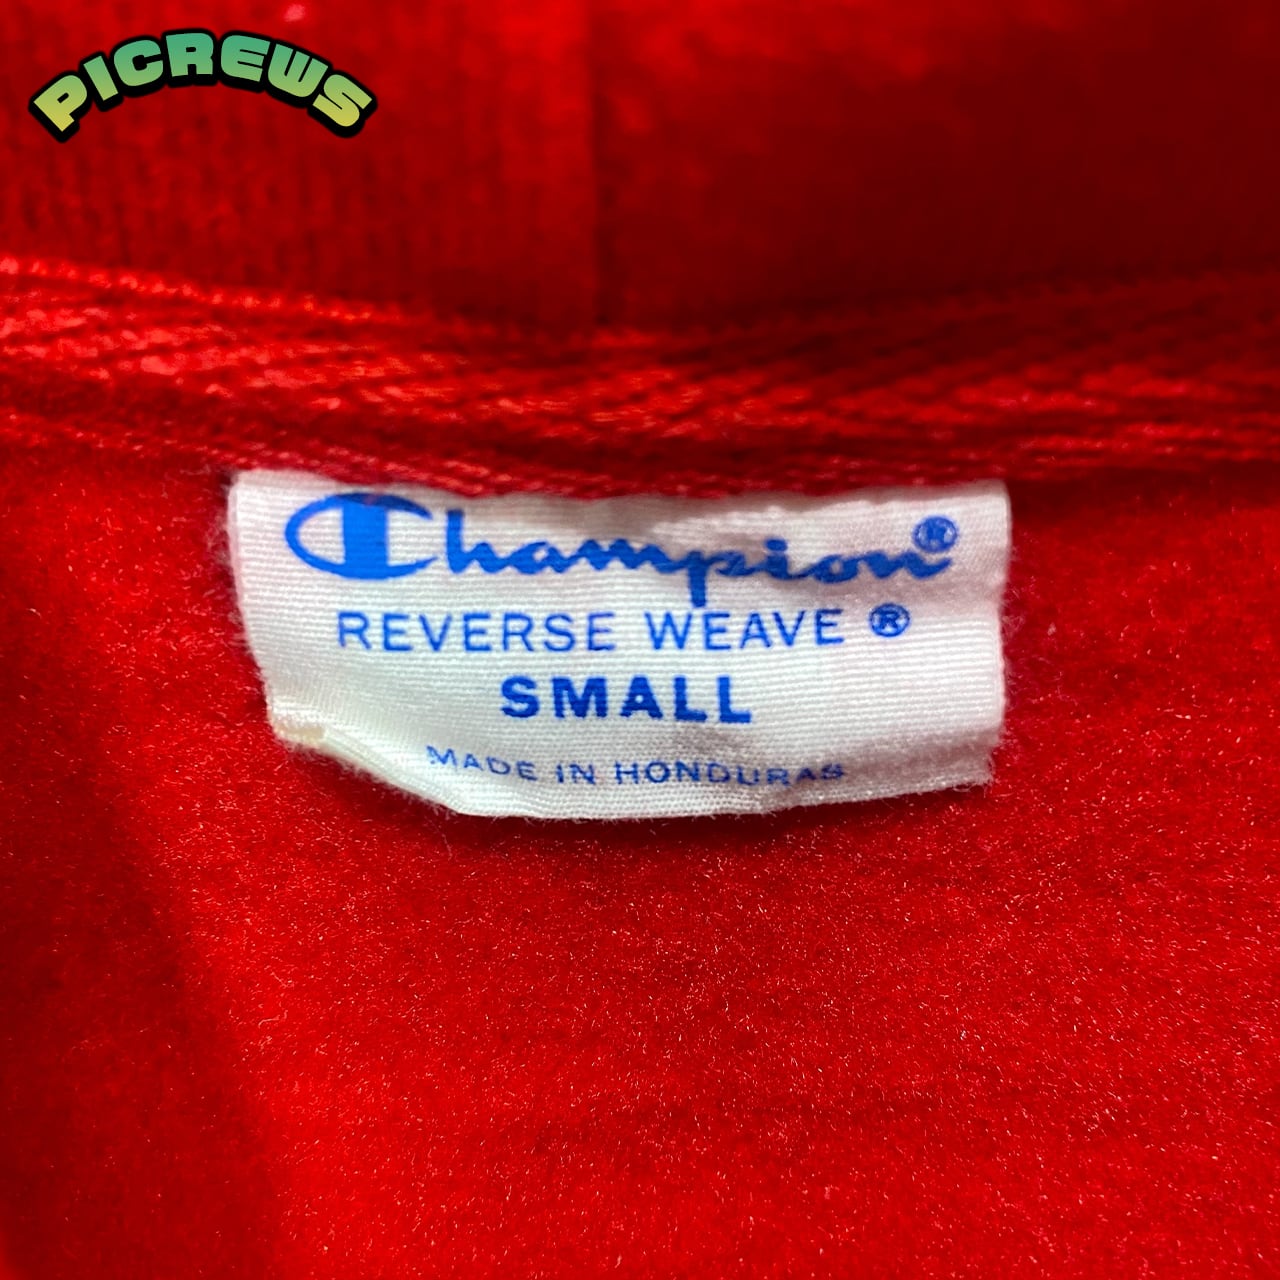 PICREWS
Champion®
REVERSE WEAVE ®
SMALL
MADE IN HONDURAS